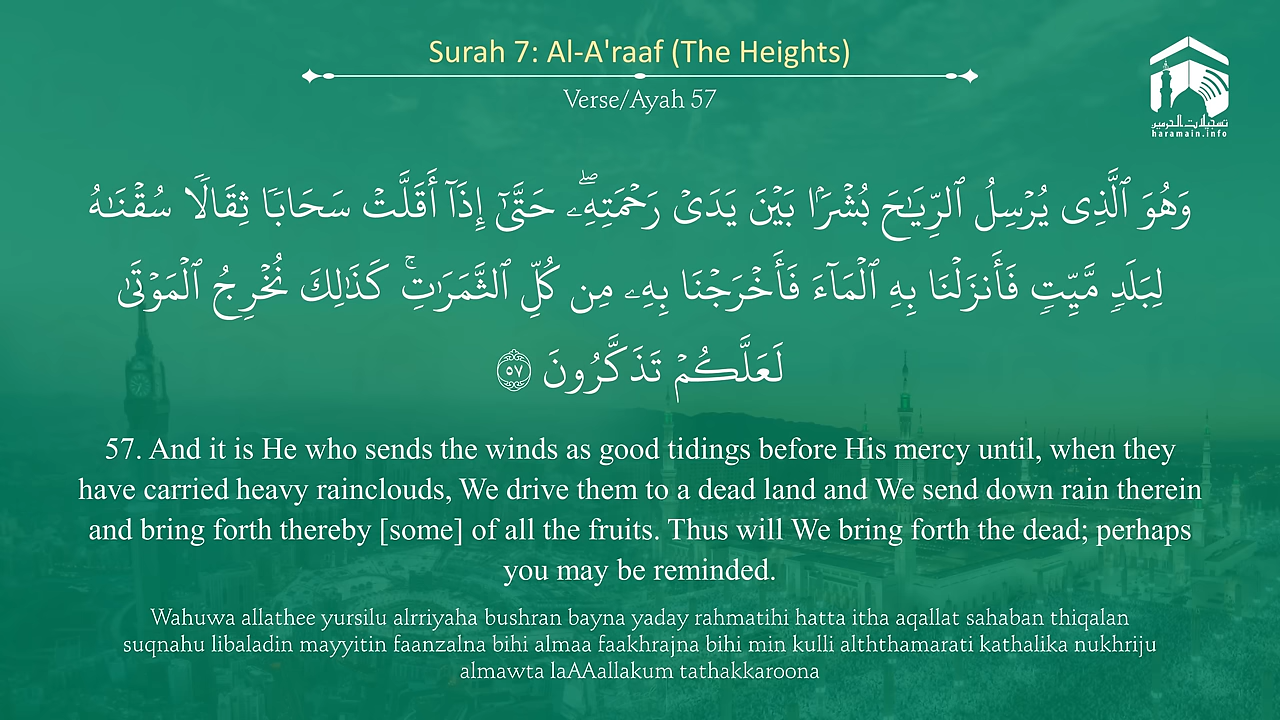 Surah 7: Al-A'raaf (The Heights)
Verse/Ayah 57
تسجيلات الحرمين
haramain.info
وَهُوَ ٱلَّذِى يُرْسِلُ ٱلرِّيَـٰحَ بُشْرًۢا بَيْنَ يَدَىْ رَحْمَتِهِۦ ۖ حَتَّىٰٓ إِذَآ أَقَلَّتْ سَحَابًا ثِقَالًا سُقْنَـٰهُ
لِبَلَدٍ مَّيِّتٍ فَأَنزَلْنَا بِهِ ٱلْمَآءَ فَأَخْرَجْنَا بِهِۦ مِن كُلِّ ٱلثَّمَرَٰتِ ۚ كَذَٰلِكَ نُخْرِجُ ٱلْمَوْتَىٰ
لَعَلَّكُمْ تَذَكَّرُونَ ٥٧
57. And it is He who sends the winds as good tidings before His mercy until, when they
have carried heavy rainclouds, We drive them to a dead land and We send down rain therein
and bring forth thereby [some] of all the fruits. Thus will We bring forth the dead; perhaps
you may be reminded.
Wahuwa allathee yursilu alrriyaha bushran bayna yaday rahmatihi hatta itha aqallat sahaban thiqalan
suqnahu libaladin mayyitin faanzalna bihi almaa faakhrajna bihi min kulli alththamarati kathalika nukhriju
almawta laAAallakum tathakkaroona